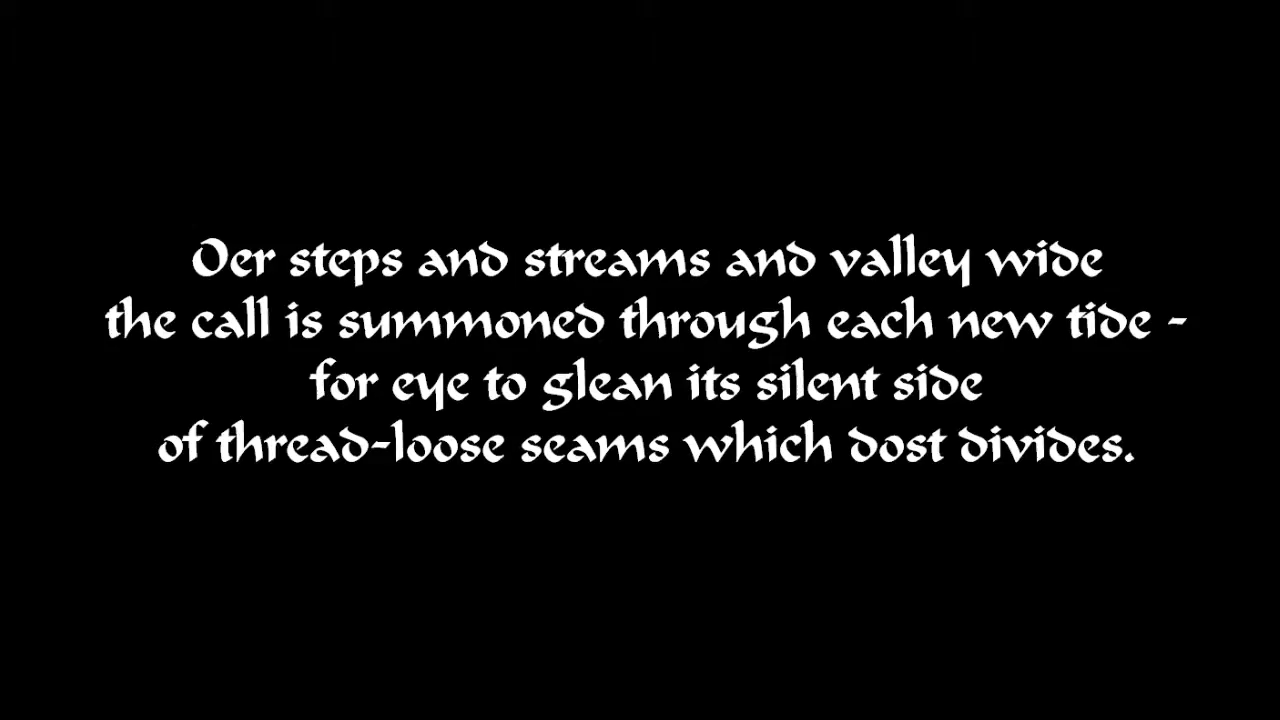 Oer steps and streams and valley wide
the call is summoned through each new tide -
for eye to glean its silent side
of thread-loose seams which dost divides.